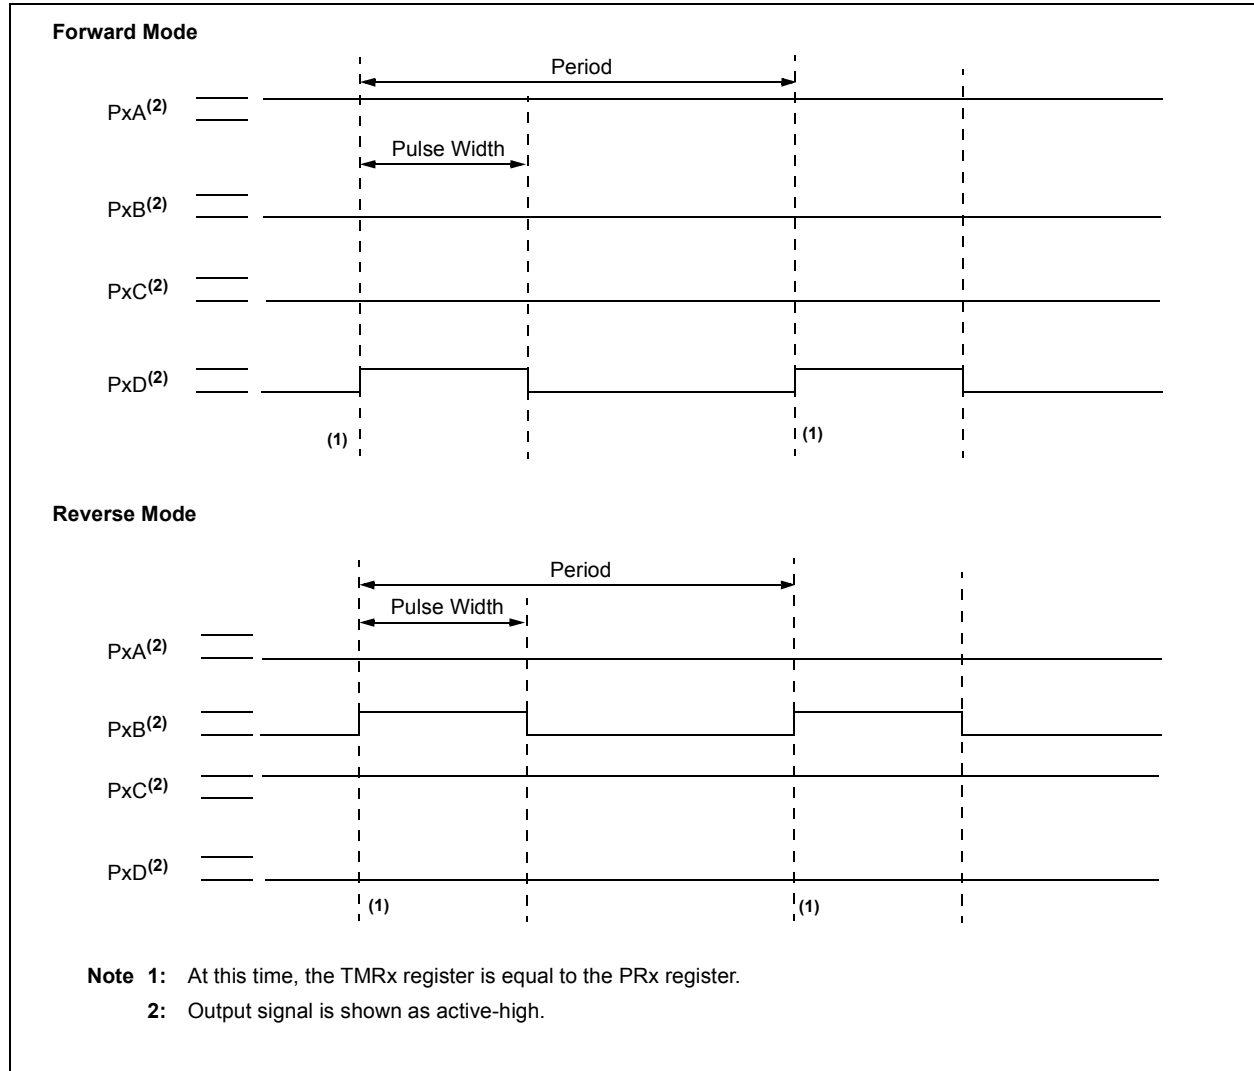 Forward Mode
Period
PxA(2)
Pulse Width
PxB(2)
PxC(2)
PxD(2)
(1)
(1)
Reverse Mode
Period
Pulse Width
PxA(2)
PxB(2)
PxC(2)
PxD(2)
(1)
(1)
Note 1: At this time, the TMRx register is equal to the PRx register.
2: Output signal is shown as active-high.